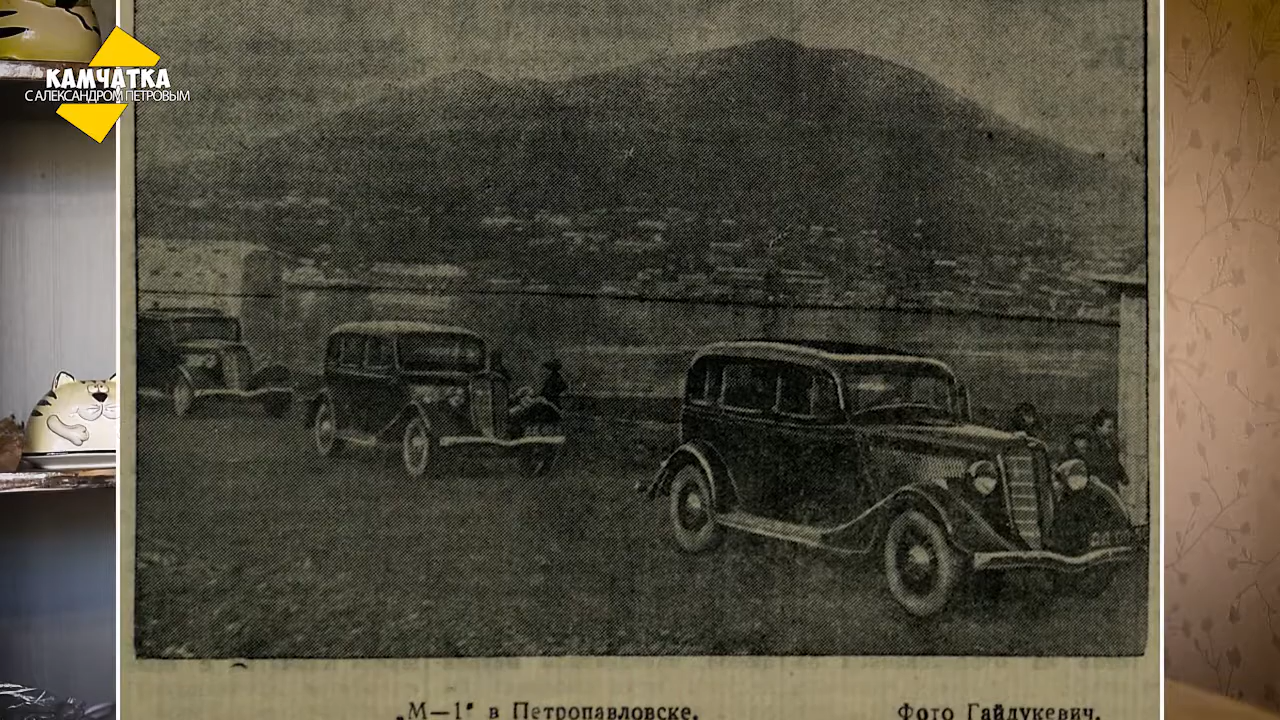 КАМЧАТКА
С АЛЕКСАНДРОМ ПЕТРОВЫМ
„М—1" в Петропавловске. Фото Гайдукевич.